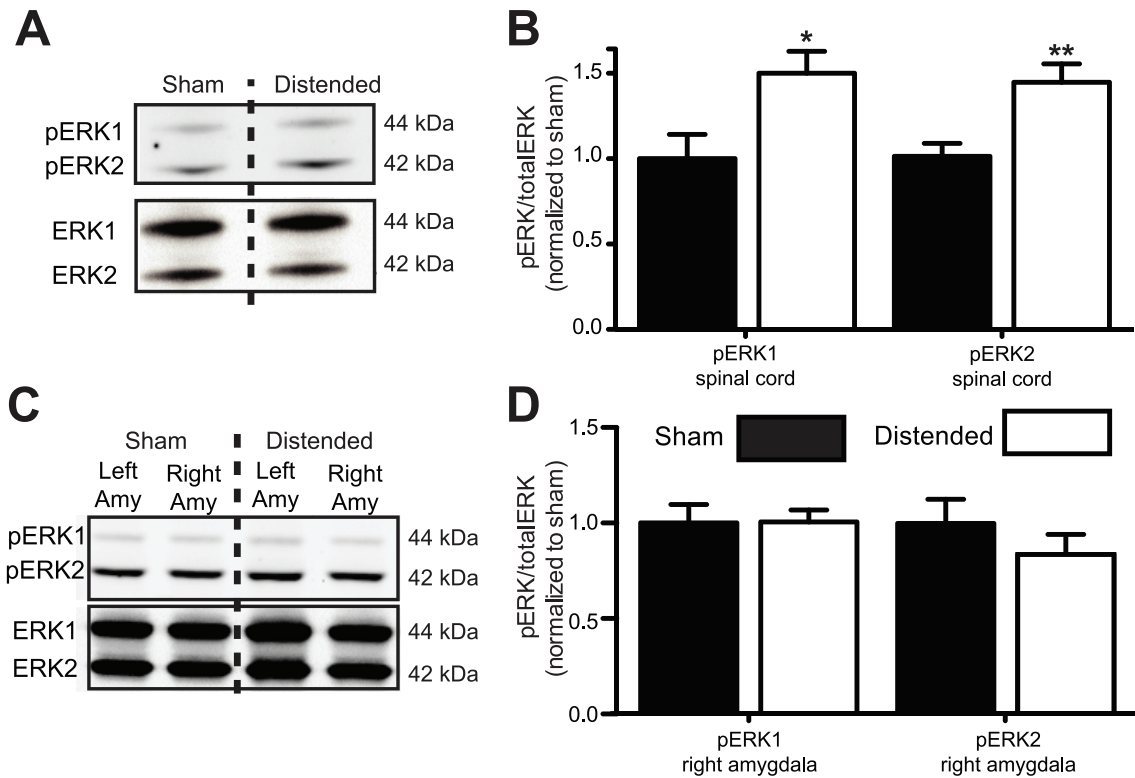 A
Sham Distended
pERK1 44 kDa
pERK2 42 kDa
ERK1 44 kDa
ERK2 42 kDa
B
pERK/totalERK
(normalized to sham)
1.5
1.0
0.5
0.0
*
**
pERK1
spinal cord
pERK2
spinal cord
C
Sham Distended
Left Right Left Right
Amy Amy Amy Amy
pERK1 44 kDa
pERK2 42 kDa
ERK1 44 kDa
ERK2 42 kDa
D
Sham Distended
pERK/totalERK
(normalized to sham)
1.5
1.0
0.5
0.0
pERK1
right amygdala
pERK2
right amygdala